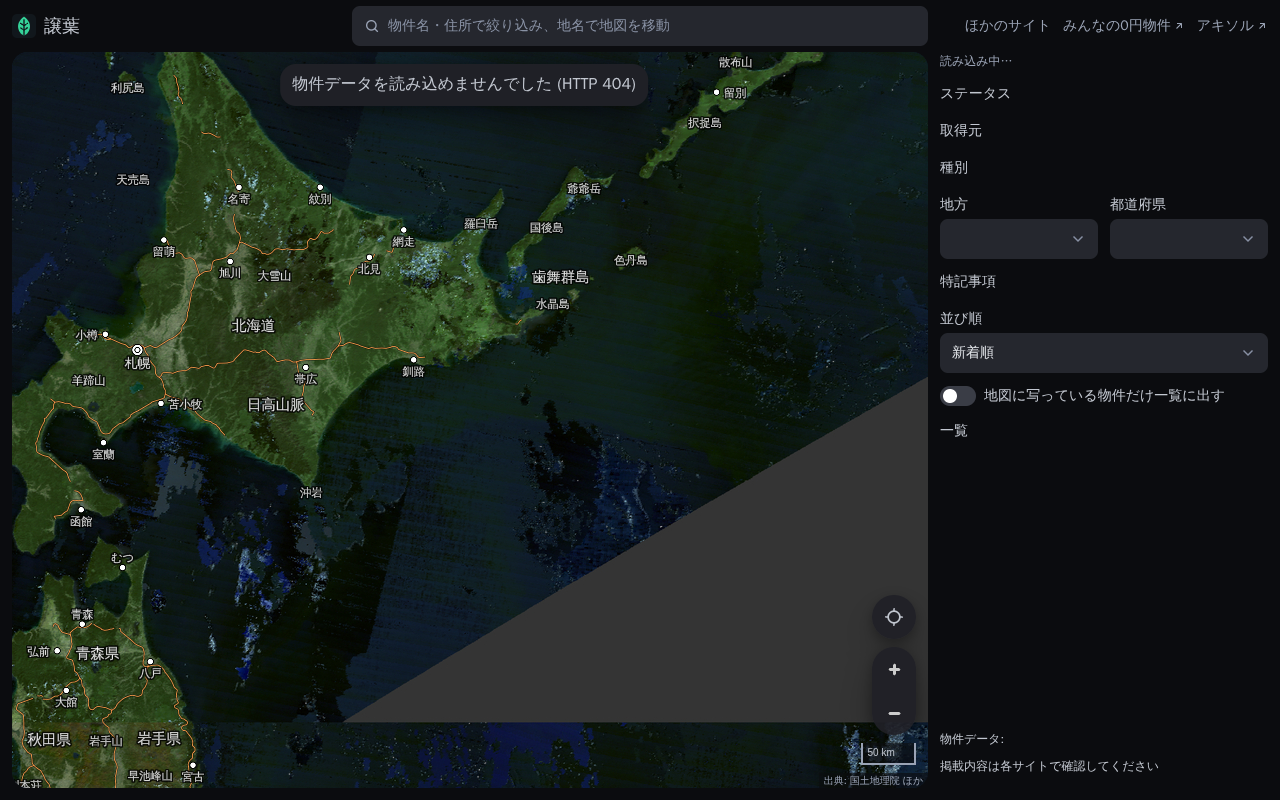 譲葉
物件名・住所で絞り込み、地名で地図を移動
ほかのサイト
みんなの0円物件
アキソル
物件データを読み込めませんでした (HTTP 404)
読み込み中…
ステータス
取得元
種別
地方
都道府県
特記事項
並び順
新着順
地図に写っている物件だけ一覧に出す
一覧
物件データ:
掲載内容は各サイトで確認してください
散布山
利尻島
留別
択捉島
天売島
爺爺岳
名寄
紋別
羅臼岳
国後島
網走
留萌
色丹島
旭川
大雪山
北見
歯舞群島
水晶島
北海道
小樽
札幌
釧路
羊蹄山
帯広
苫小牧
日高山脈
室蘭
沖岩
函館
むつ
青森
弘前
青森県
八戸
大館
秋田県
岩手山
岩手県
早池峰山
宮古
本荘
50 km
出典: 国土地理院 ほか